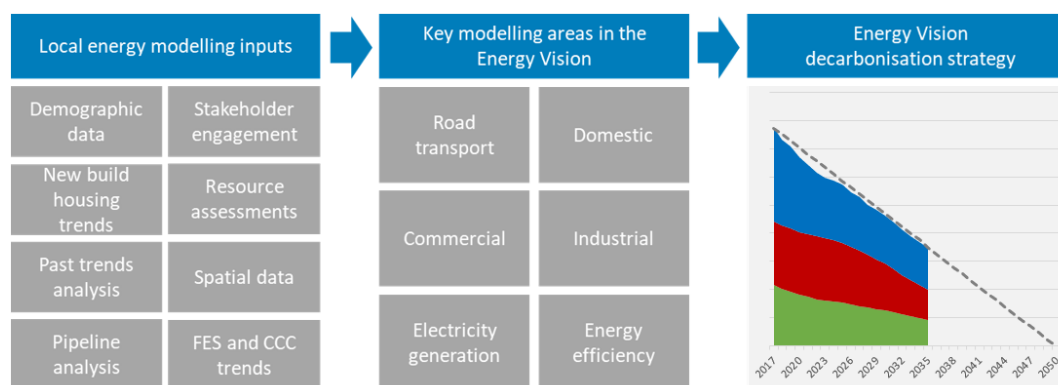 Local energy modelling inputs
Demographic
data
Stakeholder
engagement
New build
housing
trends
Resource
assessments
Past trends
analysis
Spatial data
Pipeline
analysis
FES and CCC
trends
Key modelling areas in the
Energy Vision
Road
transport
Domestic
Commercial
Industrial
Electricity
generation
Energy
efficiency
Energy Vision
decarbonisation strategy
2017
2020
2023
2026
2029
2032
2035
2038
2041
2044
2047
2050